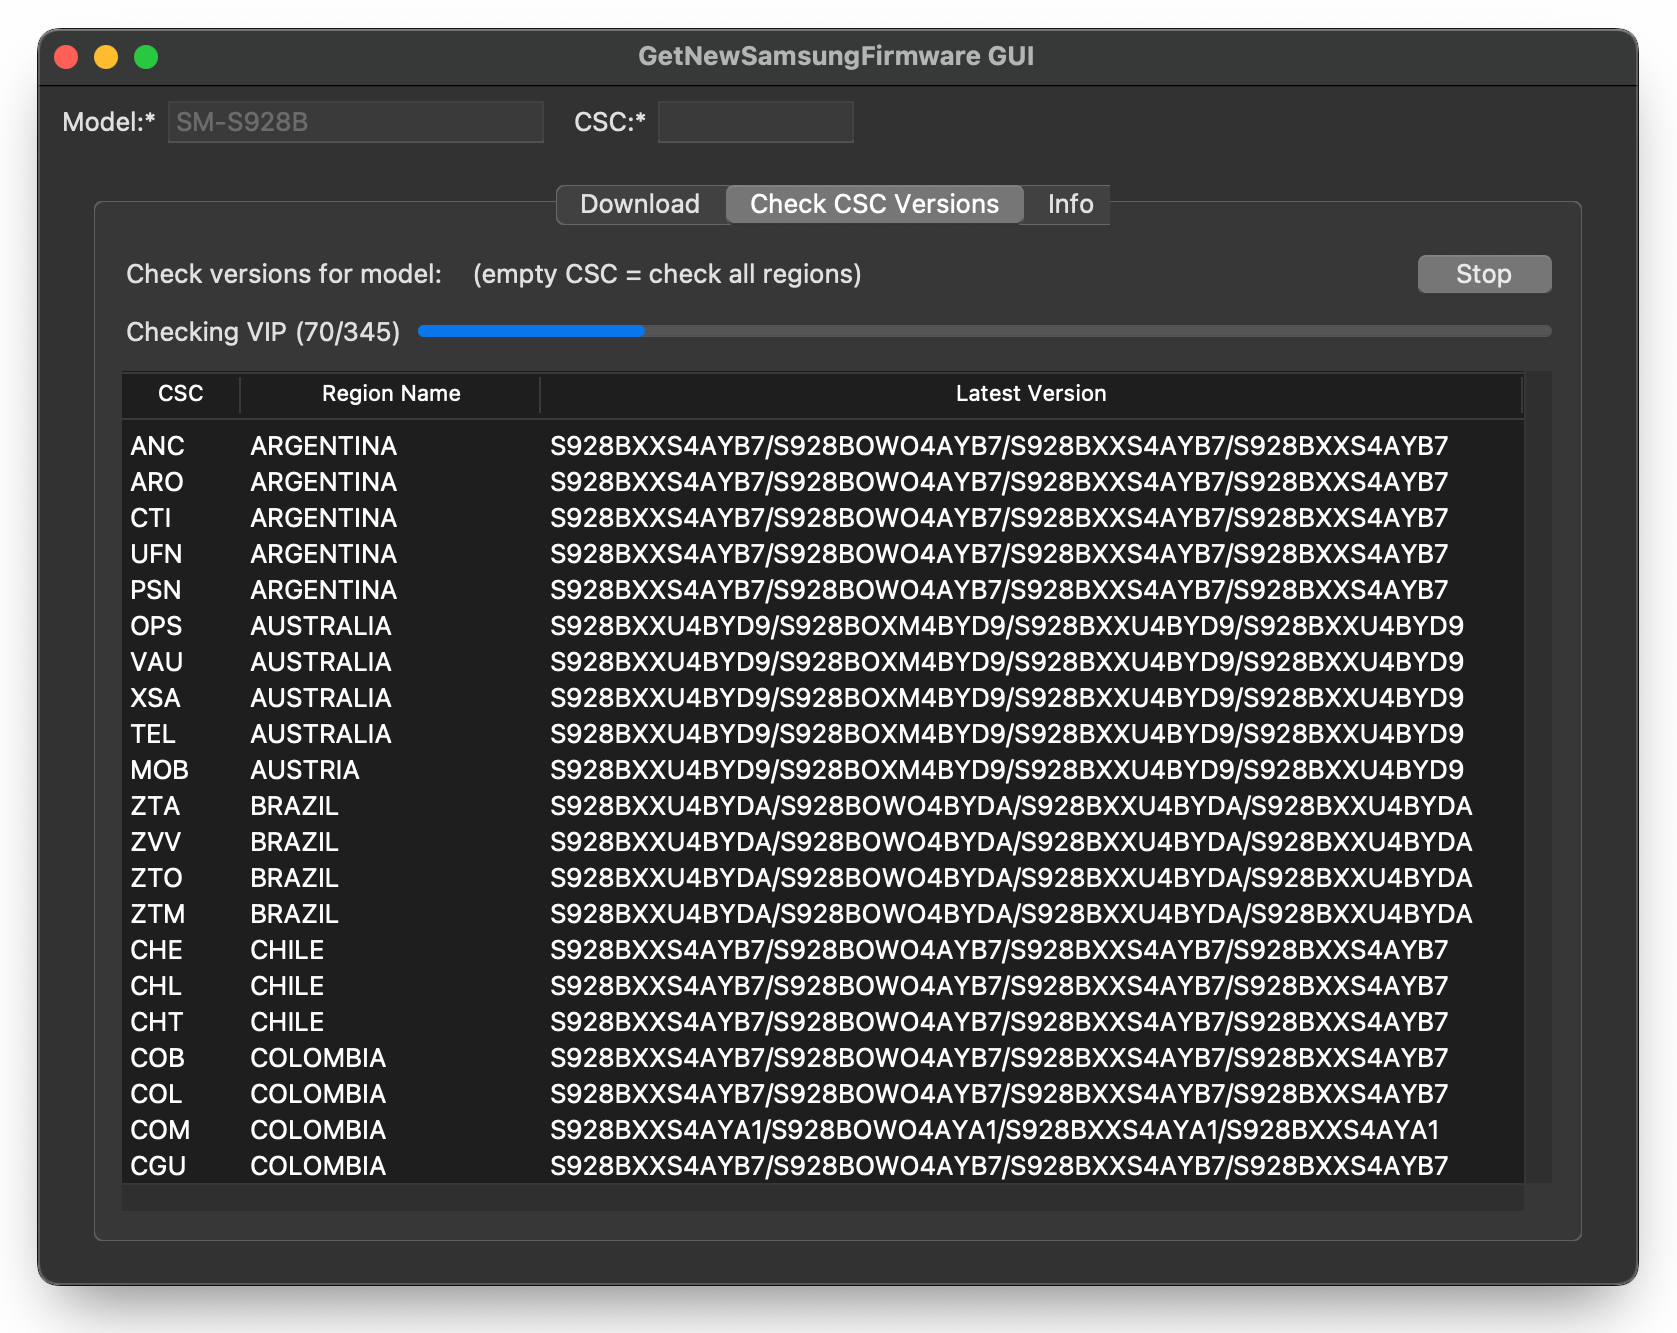 GetNewSamsungFirmware GUI
Model:* SM-S928B CSC:*
Download Check CSC Versions Info
Check versions for model: (empty CSC = check all regions) Stop
Checking VIP (70/345)
CSC Region Name Latest Version
ANC ARGENTINA S928BXXS4AYB7/S928BOWO4AYB7/S928BXXS4AYB7/S928BXXS4AYB7
ARO ARGENTINA S928BXXS4AYB7/S928BOWO4AYB7/S928BXXS4AYB7/S928BXXS4AYB7
CTI ARGENTINA S928BXXS4AYB7/S928BOWO4AYB7/S928BXXS4AYB7/S928BXXS4AYB7
UFN ARGENTINA S928BXXS4AYB7/S928BOWO4AYB7/S928BXXS4AYB7/S928BXXS4AYB7
PSN ARGENTINA S928BXXS4AYB7/S928BOWO4AYB7/S928BXXS4AYB7/S928BXXS4AYB7
OPS AUSTRALIA S928BXXU4BYD9/S928BOXM4BYD9/S928BXXU4BYD9/S928BXXU4BYD9
VAU AUSTRALIA S928BXXU4BYD9/S928BOXM4BYD9/S928BXXU4BYD9/S928BXXU4BYD9
XSA AUSTRALIA S928BXXU4BYD9/S928BOXM4BYD9/S928BXXU4BYD9/S928BXXU4BYD9
TEL AUSTRALIA S928BXXU4BYD9/S928BOXM4BYD9/S928BXXU4BYD9/S928BXXU4BYD9
MOB AUSTRIA S928BXXU4BYD9/S928BOXM4BYD9/S928BXXU4BYD9/S928BXXU4BYD9
ZTA BRAZIL S928BXXU4BYDA/S928BOWO4BYDA/S928BXXU4BYDA/S928BXXU4BYDA
ZVV BRAZIL S928BXXU4BYDA/S928BOWO4BYDA/S928BXXU4BYDA/S928BXXU4BYDA
ZTO BRAZIL S928BXXU4BYDA/S928BOWO4BYDA/S928BXXU4BYDA/S928BXXU4BYDA
ZTM BRAZIL S928BXXU4BYDA/S928BOWO4BYDA/S928BXXU4BYDA/S928BXXU4BYDA
CHE CHILE S928BXXS4AYB7/S928BOWO4AYB7/S928BXXS4AYB7/S928BXXS4AYB7
CHL CHILE S928BXXS4AYB7/S928BOWO4AYB7/S928BXXS4AYB7/S928BXXS4AYB7
CHT CHILE S928BXXS4AYB7/S928BOWO4AYB7/S928BXXS4AYB7/S928BXXS4AYB7
COB COLOMBIA S928BXXS4AYB7/S928BOWO4AYB7/S928BXXS4AYB7/S928BXXS4AYB7
COL COLOMBIA S928BXXS4AYB7/S928BOWO4AYB7/S928BXXS4AYB7/S928BXXS4AYB7
COM COLOMBIA S928BXXS4AYA1/S928BOWO4AYA1/S928BXXS4AYA1/S928BXXS4AYA1
CGU COLOMBIA S928BXXS4AYB7/S928BOWO4AYB7/S928BXXS4AYB7/S928BXXS4AYB7